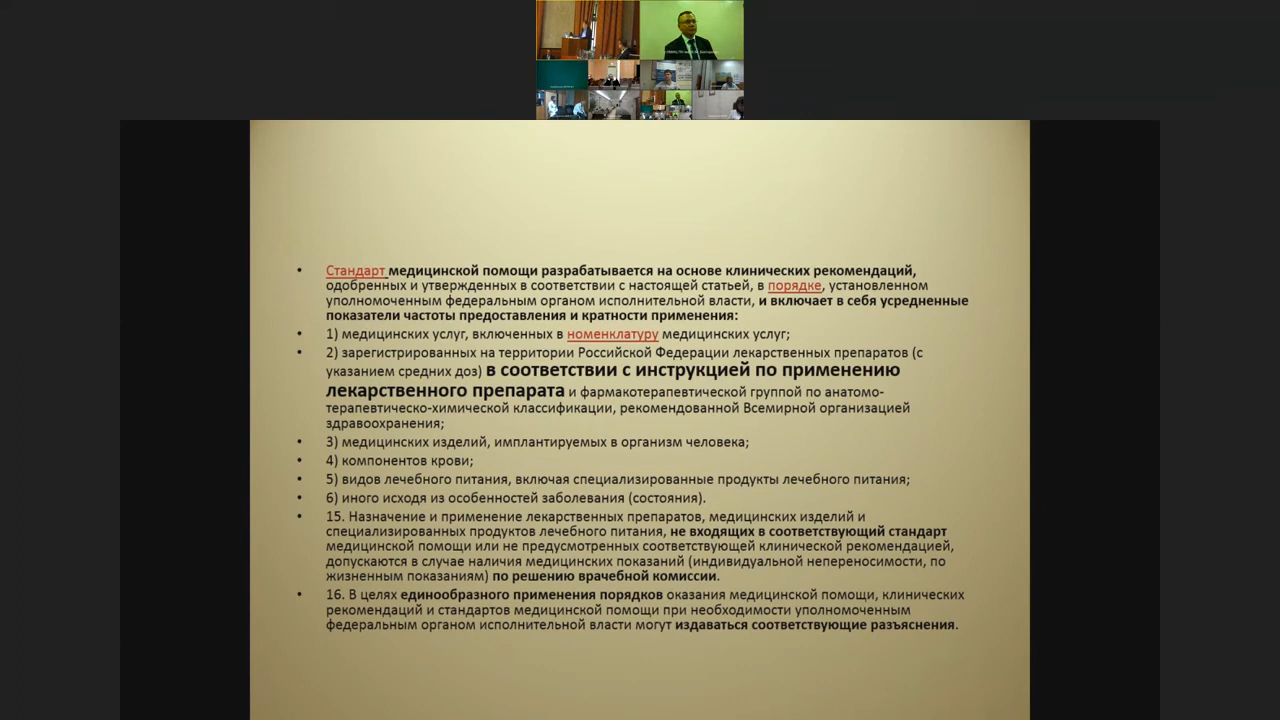 • Стандарт медицинской помощи разрабатывается на основе клинических рекомендаций,
одобренных и утвержденных в соответствии с настоящей статьей, в порядке, установленном
уполномоченным федеральным органом исполнительной власти, и включает в себя усредненные
показатели частоты предоставления и кратности применения:
• 1) медицинских услуг, включенных в номенклатуру медицинских услуг;
• 2) зарегистрированных на территории Российской Федерации лекарственных препаратов (с
указанием средних доз) в соответствии с инструкцией по применению
лекарственного препарата и фармакотерапевтической группой по анатомо-
терапевтическо-химической классификации, рекомендованной Всемирной организацией
здравоохранения;
• 3) медицинских изделий, имплантируемых в организм человека;
• 4) компонентов крови;
• 5) видов лечебного питания, включая специализированные продукты лечебного питания;
• 6) иного исходя из особенностей заболевания (состояния).
• 15. Назначение и применение лекарственных препаратов, медицинских изделий и
специализированных продуктов лечебного питания, не входящих в соответствующий стандарт
медицинской помощи или не предусмотренных соответствующей клинической рекомендацией,
допускаются в случае наличия медицинских показаний (индивидуальной непереносимости, по
жизненным показаниям) по решению врачебной комиссии.
• 16. В целях единообразного применения порядков оказания медицинской помощи, клинических
рекомендаций и стандартов медицинской помощи при необходимости уполномоченным
федеральным органом исполнительной власти могут издаваться соответствующие разъяснения.